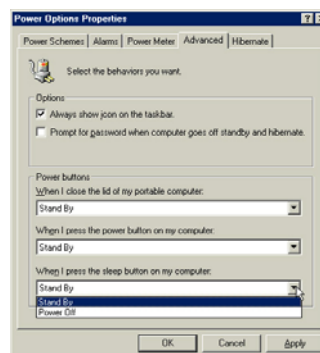 Power Options Properties
Power Schemes Alarms Power Meter Advanced Hibernate
Select the behaviors you want.
Options
Always show icon on the taskbar.
Prompt for password when computer goes off standby and hibernate.
Power buttons
When I close the lid of my portable computer:
Stand By
When I press the power button on my computer:
Stand By
When I press the sleep button on my computer:
Stand By
Stand By
Power Off
OK Cancel Apply